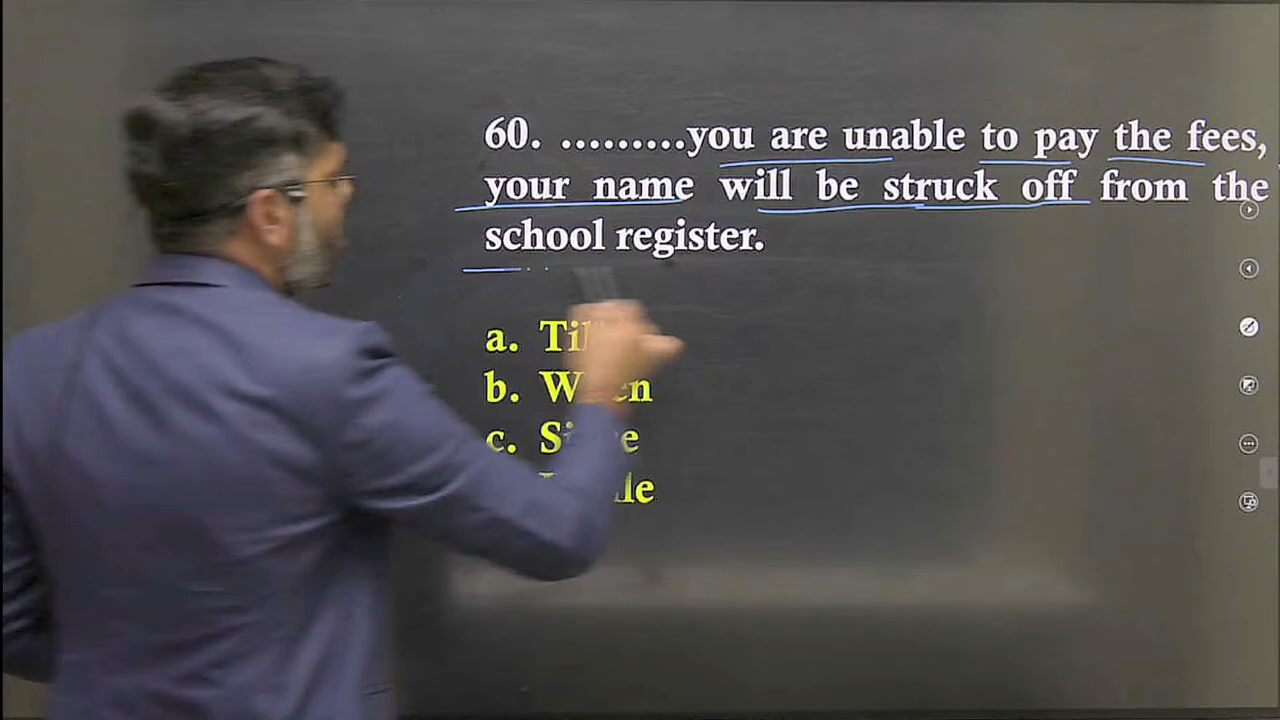 60. .........you are unable to pay the fees,
your name will be struck off from the
school register.
a.
b.
c.